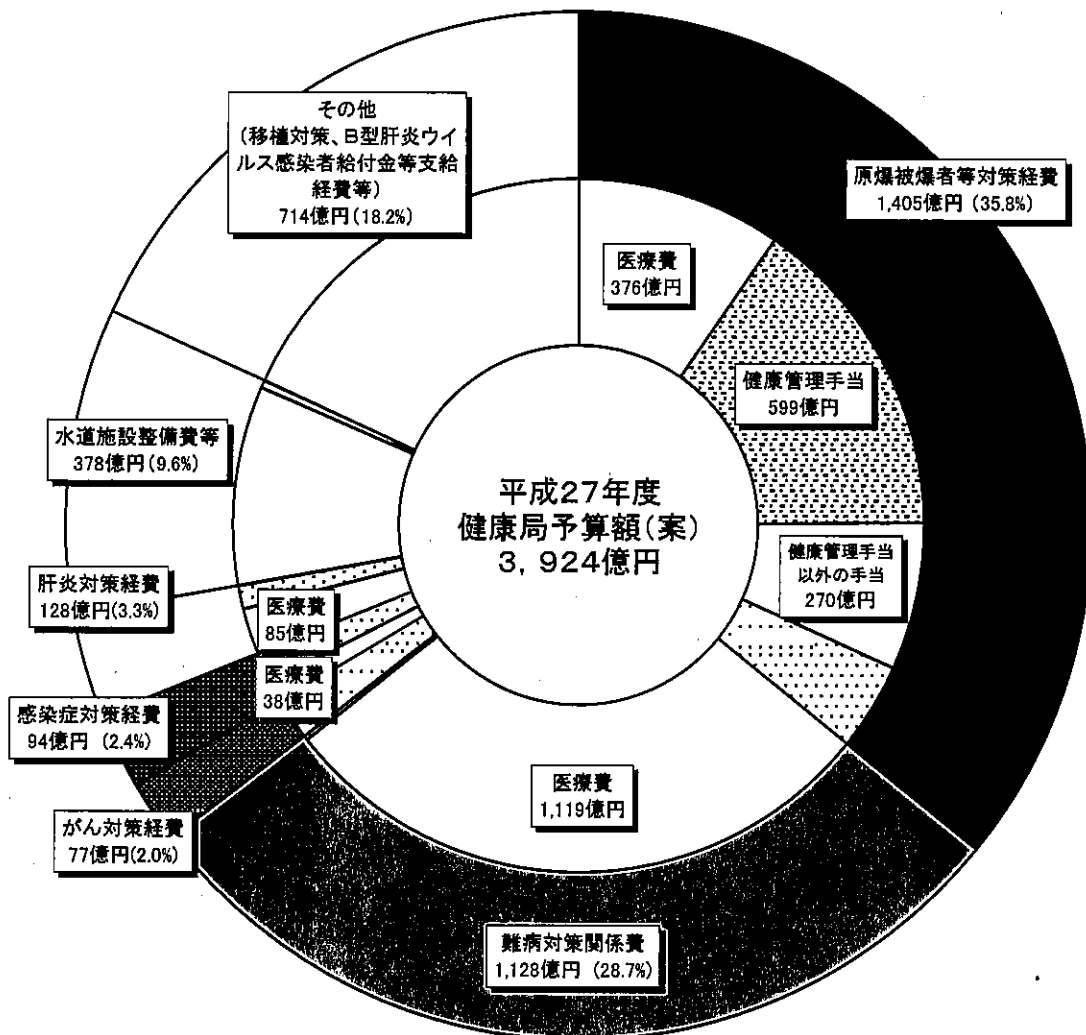 その他
（移植対策、B型肝炎ウイ
ルス感染者給付金等支給
経費等）
714億円(18.2%)
原爆被爆者等対策経費
1,405億円 (35.8%)
医療費
376億円
健康管理手当
599億円
水道施設整備費等
378億円(9.6%)
平成27年度
健康局予算額(案)
3，924億円
健康管理手当
以外の手当
270億円
肝炎対策経費
128億円(3.3%)
医療費
85億円
医療費
38億円
感染症対策経費
94億円 (2.4%)
医療費
1,119億円
がん対策経費
77億円(2.0%)
難病対策関係費
1,128億円 (28.7%)